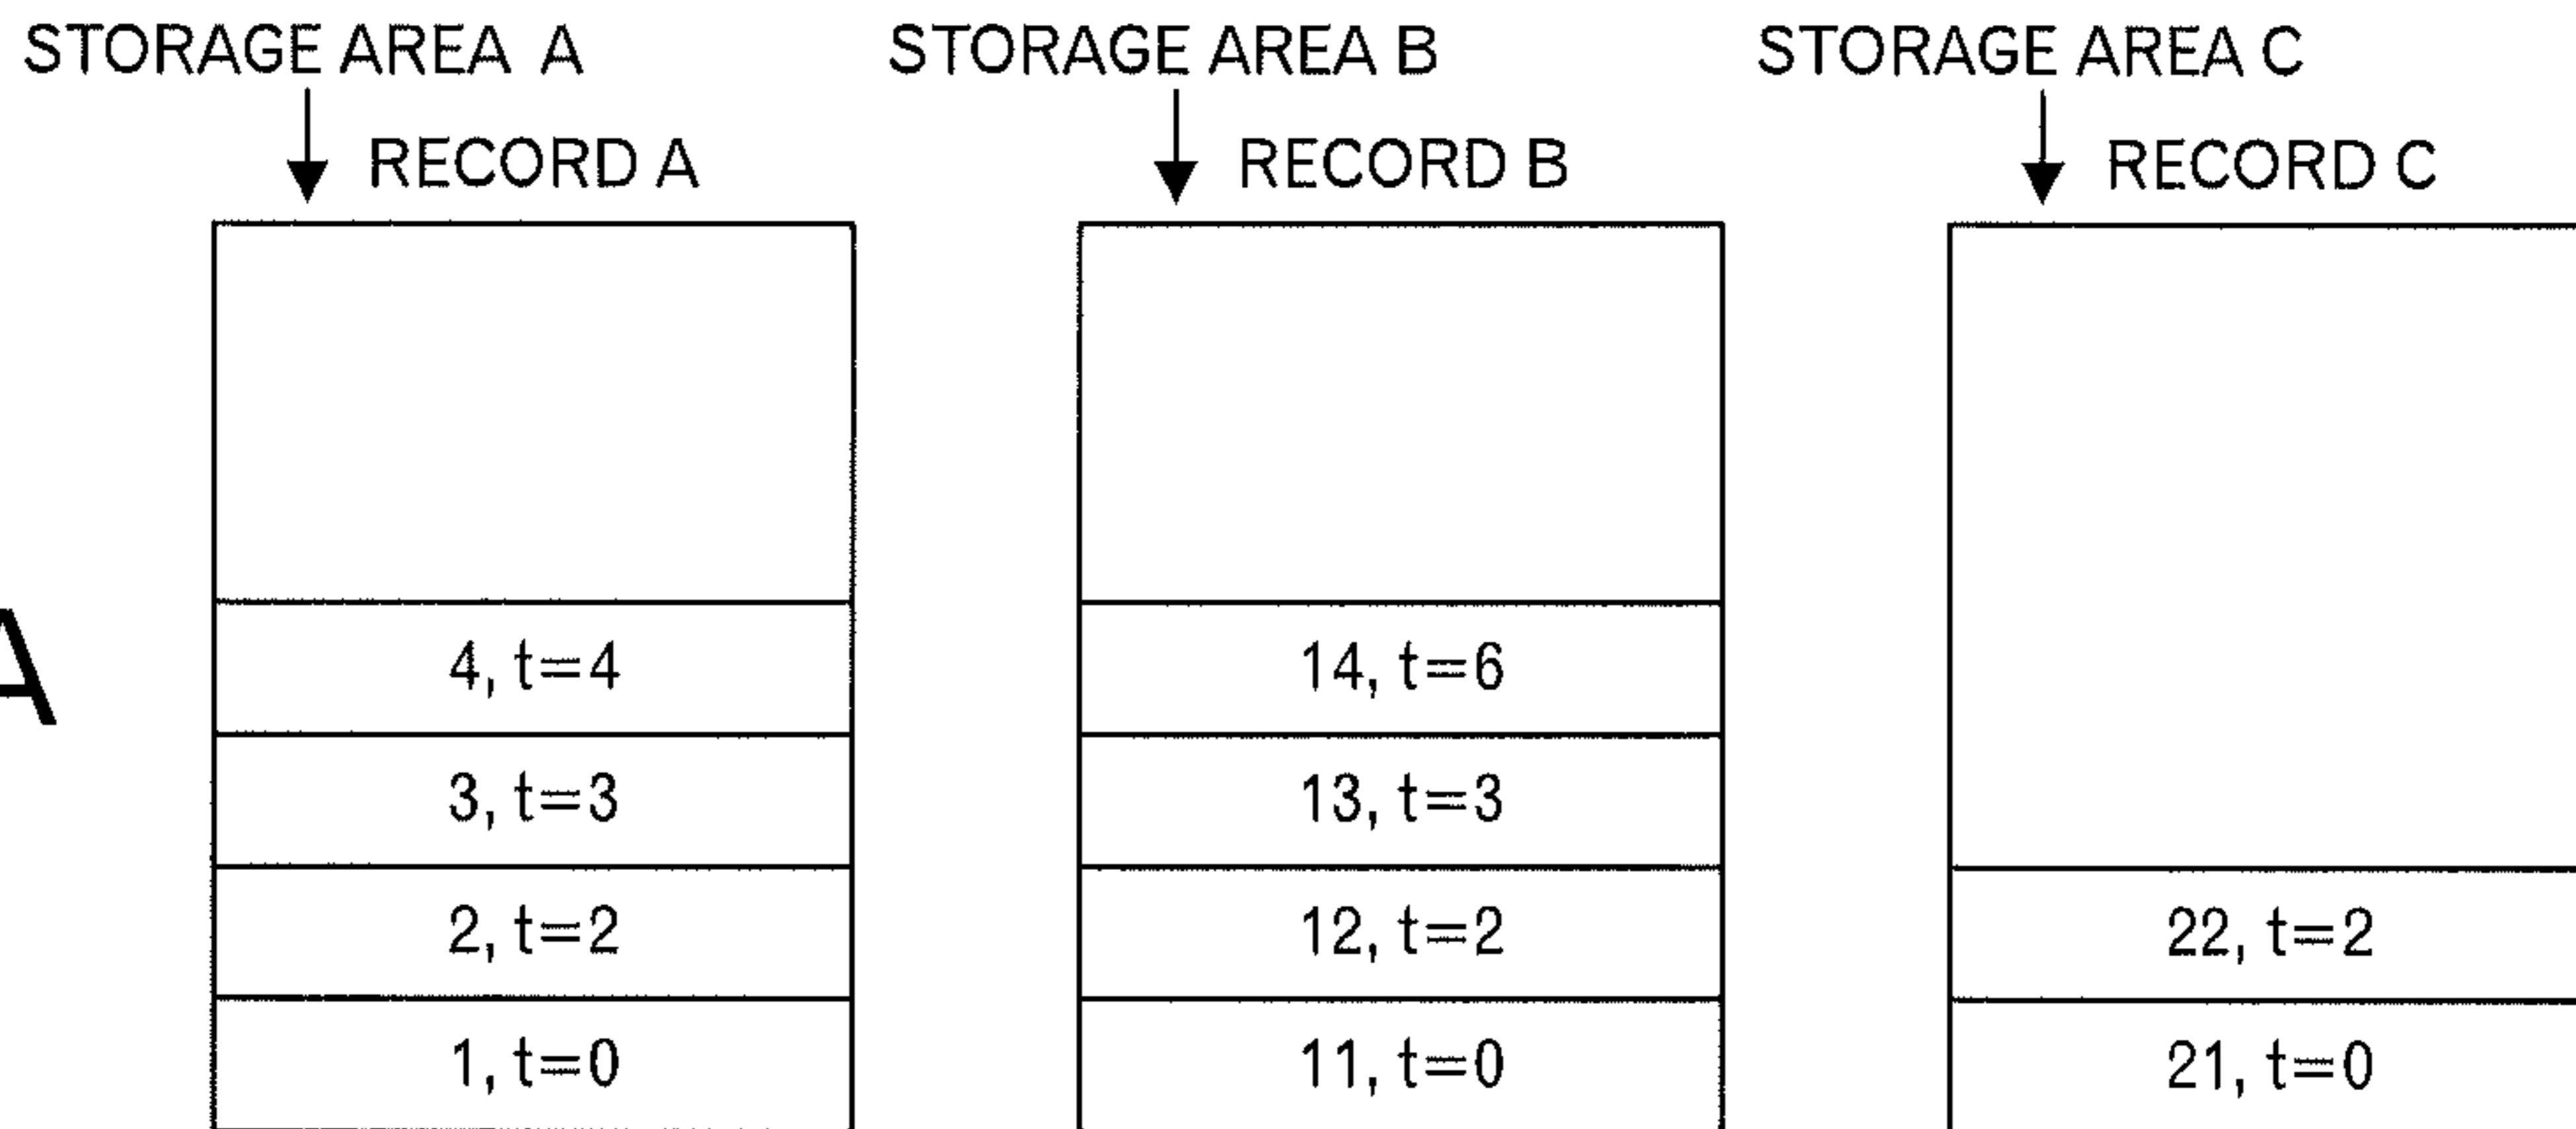 STORAGE AREA A STORAGE AREA B STORAGE AREA C
RECORD A RECORD B RECORD C
4, t=4 14, t=6
A
3, t=3 13, t=3
2, t=2 12, t=2 22, t=2
1, t=0 11, t=0 21, t=0